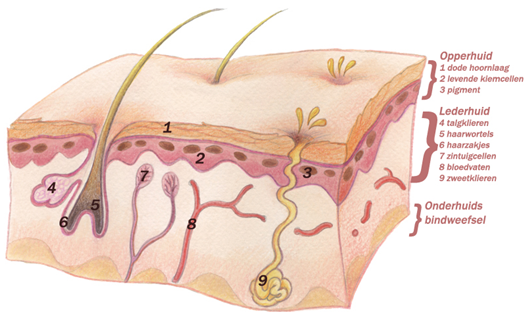 Opperhuid
1 dode hoornlaag
2 levende kiemcellen
3 pigment
Lederhuid
4 talgklieren
5 haarwortels
6 haarzakjes
7 zintuigcellen
8 bloedvaten
9 zweetklieren
Onderhuids
bindweefsel
1
2
3
4
5
6
7
8
9